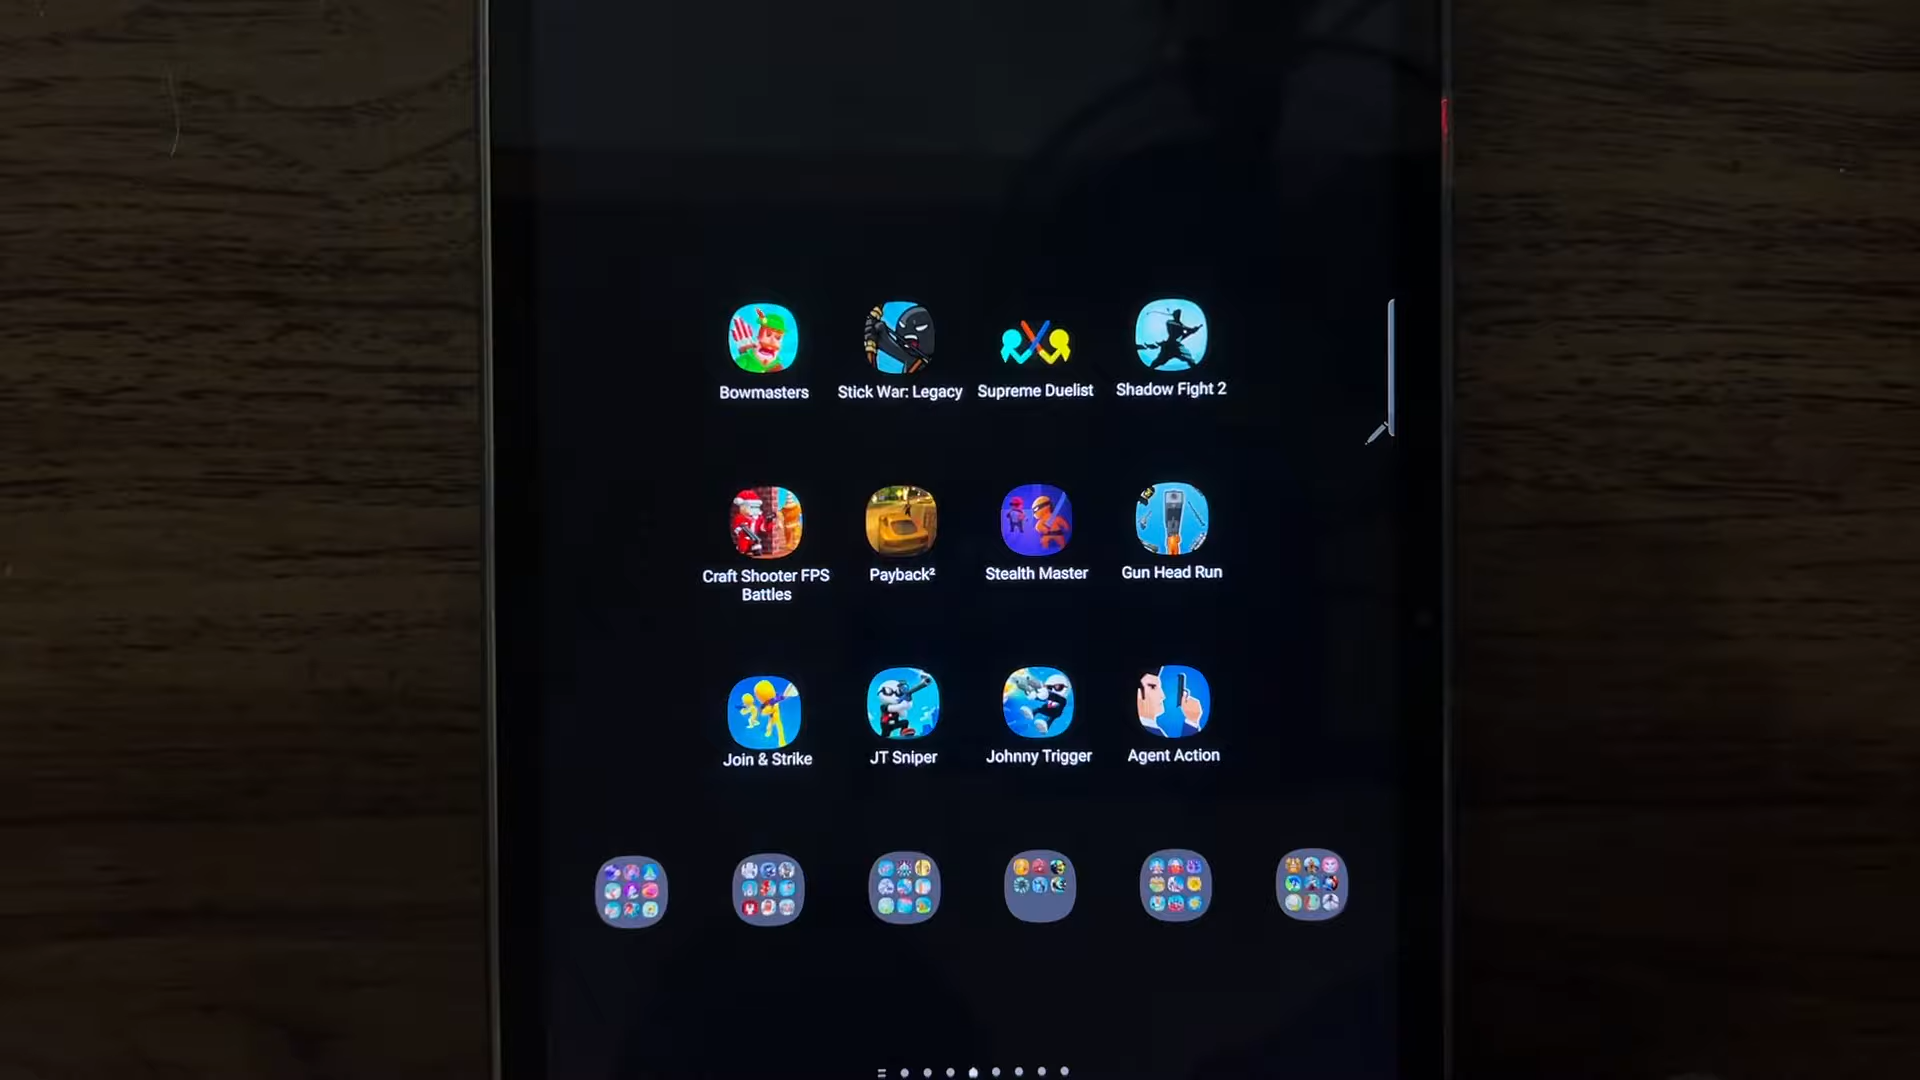 Bowmasters
Stick War: Legacy
Supreme Duelist
Shadow Fight 2
Craft Shooter FPS
Battles
Payback²
Stealth Master
Gun Head Run
Join & Strike
JT Sniper
Johnny Trigger
Agent Action